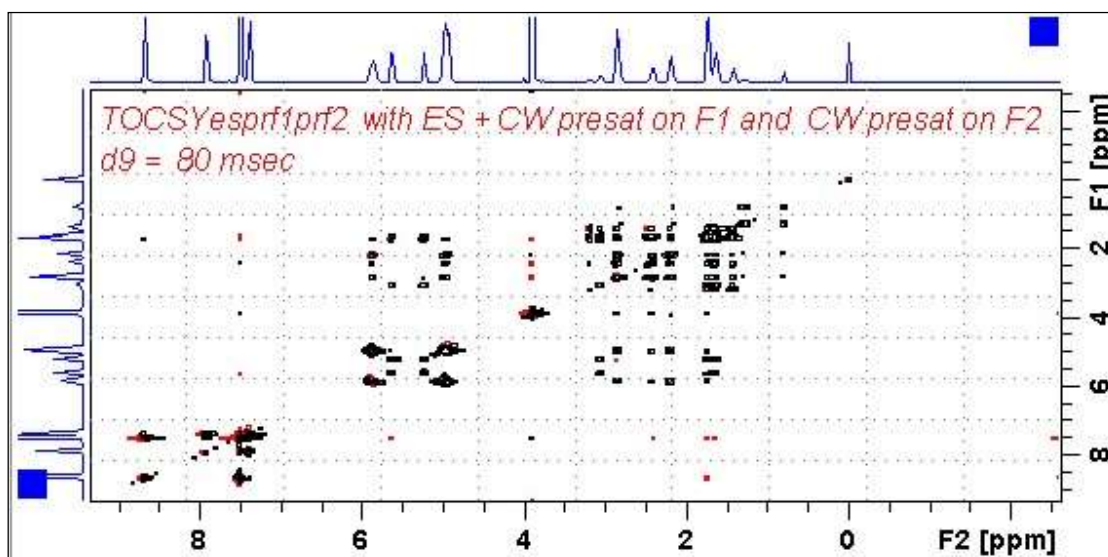 TOCSYesprf1prf2 with ES + CW presat on F1 and CW presat on F2
d9 = 80 msec
F1 [ppm]
2
4
6
8
8
6
4
2
0
F2 [ppm]